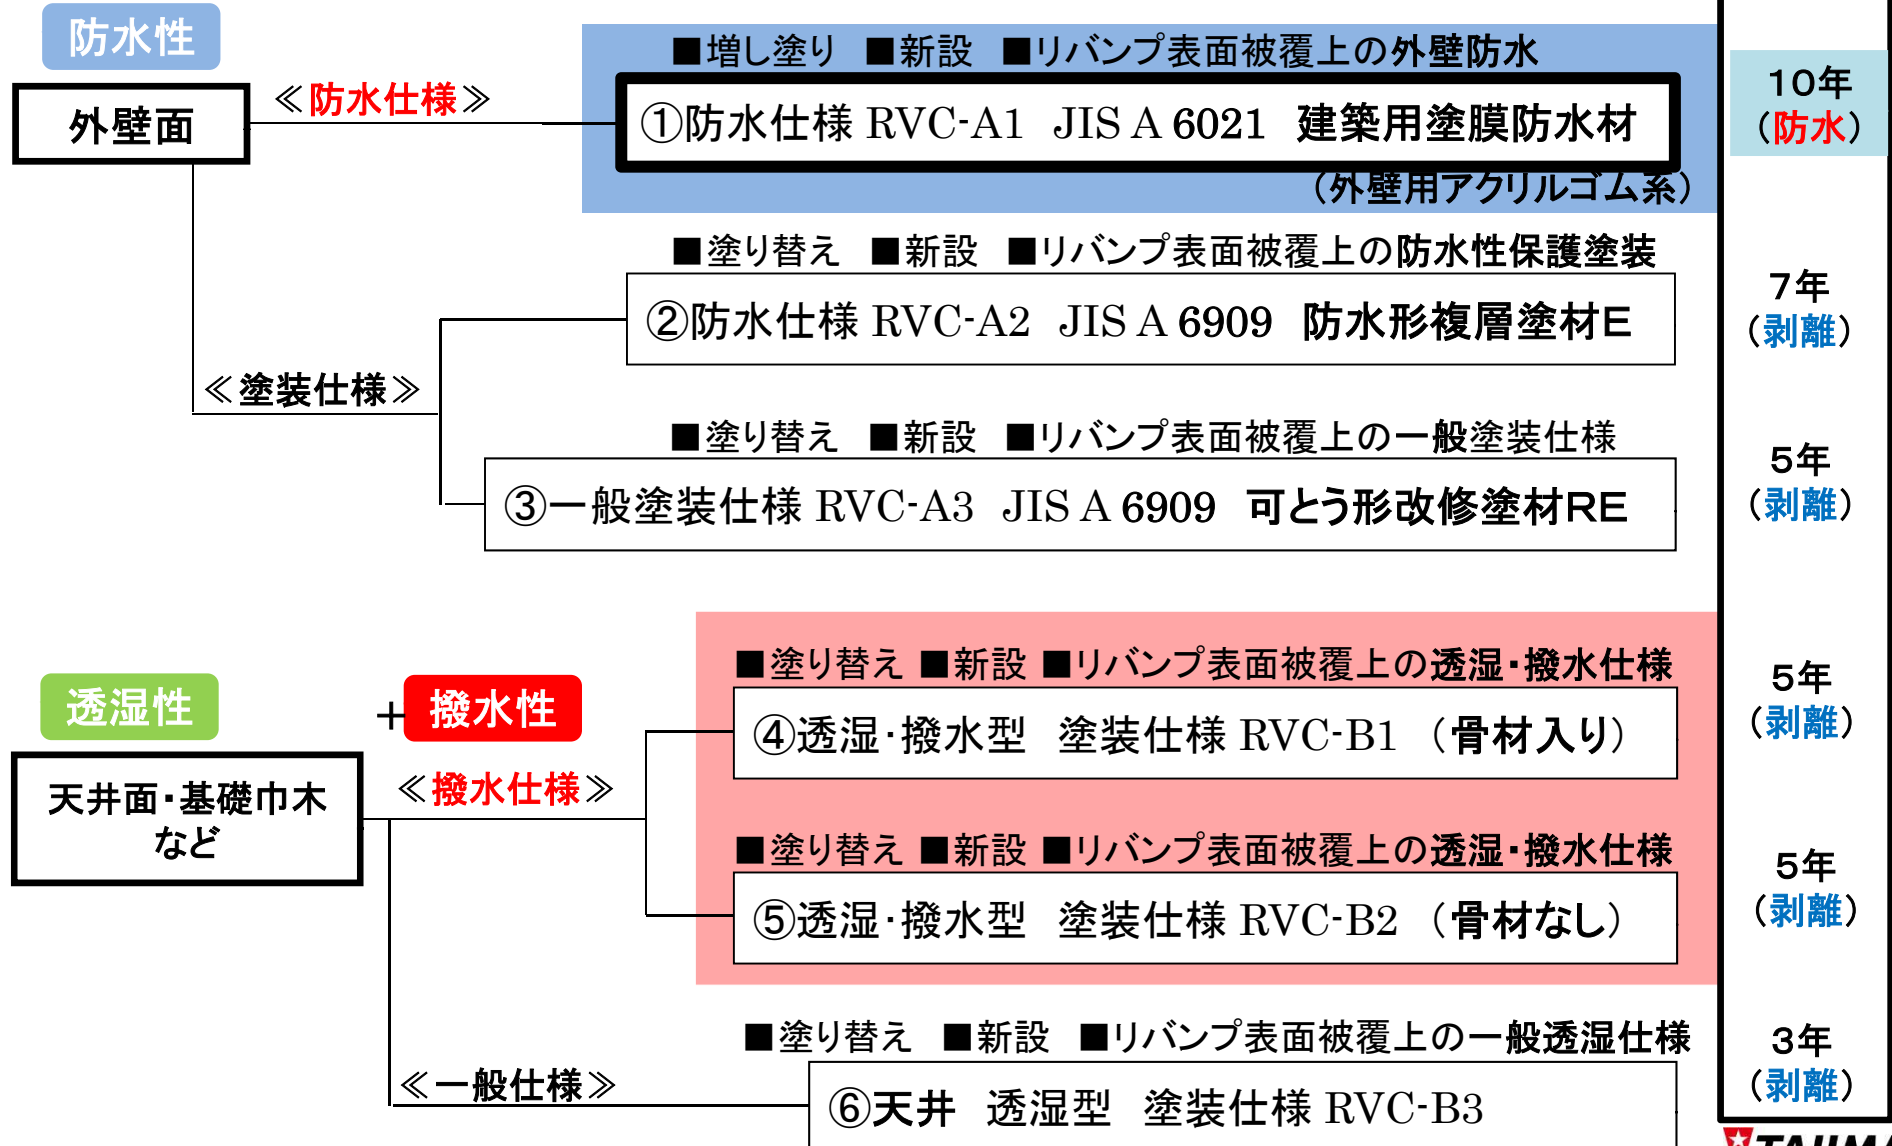 防水性
■増し塗り ■新設 ■リバンプ表面被覆上の外壁防水
外壁面
≪防水仕様≫
①防水仕様 RVC-A1 JIS A 6021 建築用塗膜防水材
(外壁用アクリルゴム系)
10年
(防水)
■塗り替え ■新設 ■リバンプ表面被覆上の防水性保護塗装
②防水仕様 RVC-A2 JIS A 6909 防水形複層塗材E
7年
(剥離)
≪塗装仕様≫
■塗り替え ■新設 ■リバンプ表面被覆上の一般塗装仕様
③一般塗装仕様 RVC-A3 JIS A 6909 可とう形改修塗材RE
5年
(剥離)
透湿性
+
撥水性
天井面・基礎巾木
など
≪撥水仕様≫
■塗り替え ■新設 ■リバンプ表面被覆上の透湿・撥水仕様
④透湿・撥水型 塗装仕様 RVC-B1 (骨材入り)
5年
(剥離)
■塗り替え ■新設 ■リバンプ表面被覆上の透湿・撥水仕様
⑤透湿・撥水型 塗装仕様 RVC-B2 (骨材なし)
5年
(剥離)
≪一般仕様≫
■塗り替え ■新設 ■リバンプ表面被覆上の一般透湿仕様
⑥天井 透湿型 塗装仕様 RVC-B3
3年
(剥離)